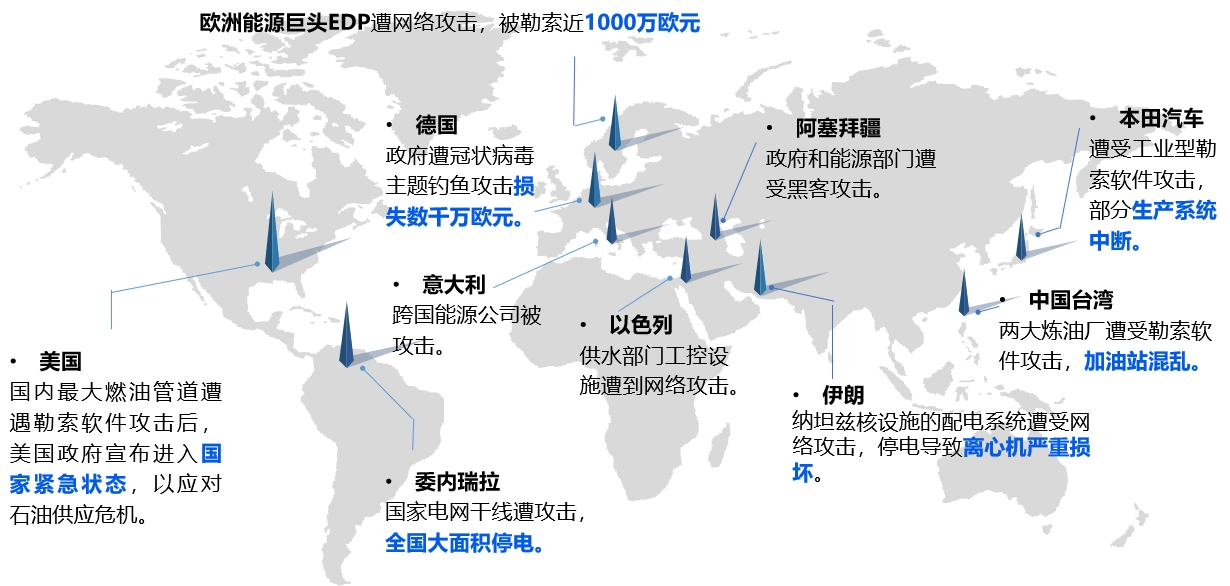 欧洲能源巨头EDP遭网络攻击，被勒索近1000万欧元
• 德国
政府遭冠状病毒
主题钓鱼攻击损
失数千万欧元。
• 阿塞拜疆
政府和能源部门遭
受黑客攻击。
• 本田汽车
遭受工业型勒
索软件攻击，
部分生产系统
中断。
• 意大利
跨国能源公司被
攻击。
• 以色列
供水部门工控设
施遭到网络攻击。
• 中国台湾
两大炼油厂遭受勒索软
件攻击，加油站混乱。
• 美国
国内最大燃油管道遭
遇勒索软件攻击后，
美国政府宣布进入国
家紧急状态，以应对
石油供应危机。
• 伊朗
纳坦兹核设施的配电系统遭受网
络攻击，停电导致离心机严重损
坏。
• 委内瑞拉
国家电网干线遭攻击，
全国大面积停电。